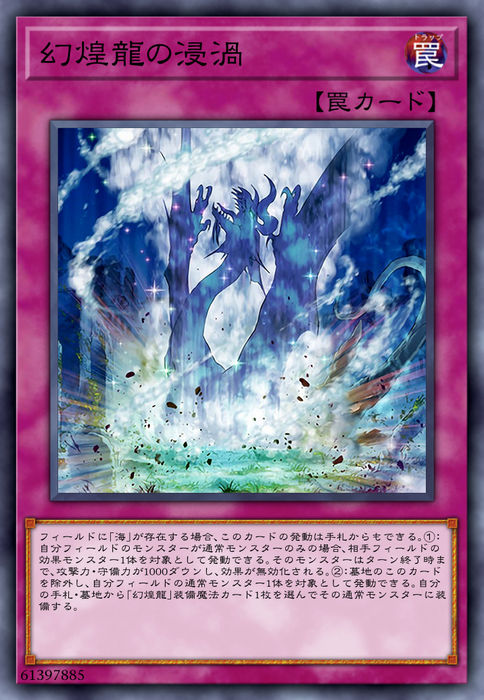 幻煌龍の浸渦
トラップ
罠
【罠カード】
フィールドに「海」が存在する場合、このカードの発動は手札からもできる。①:
自分フィールドのモンスターが通常モンスターのみの場合、相手フィールドの
効果モンスター1体を対象として発動できる。そのモンスターはターン終了時ま
で、攻撃力・守備力が1000ダウンし、効果が無効化される。②:墓地のこのカード
を除外し、自分フィールドの通常モンスター1体を対象として発動できる。自分
の手札・墓地から「幻煌龍」装備魔法カード1枚を選んでその通常モンスターに装
備する。
61397885